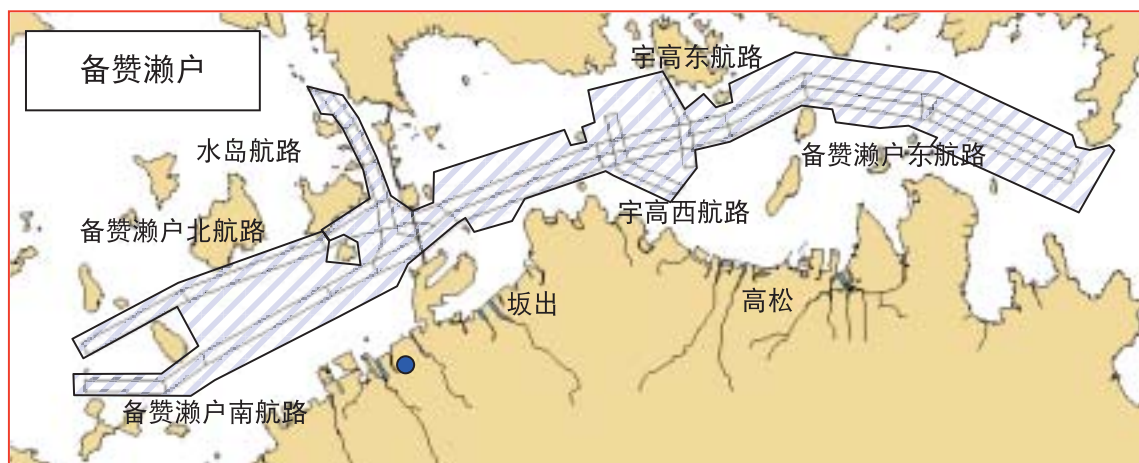 备赞濑户
宇高东航路
水岛航路
备赞濑户东航路
宇高西航路
备赞濑户北航路
坂出
高松
备赞濑户南航路